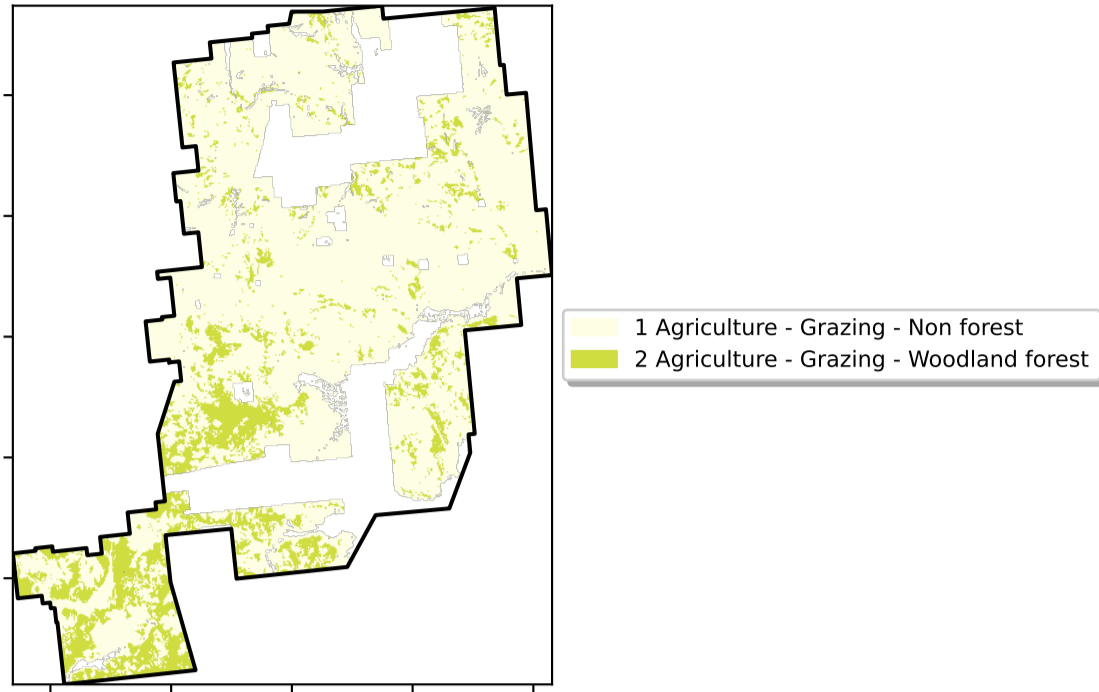 1 Agriculture - Grazing - Non forest
2 Agriculture - Grazing - Woodland forest